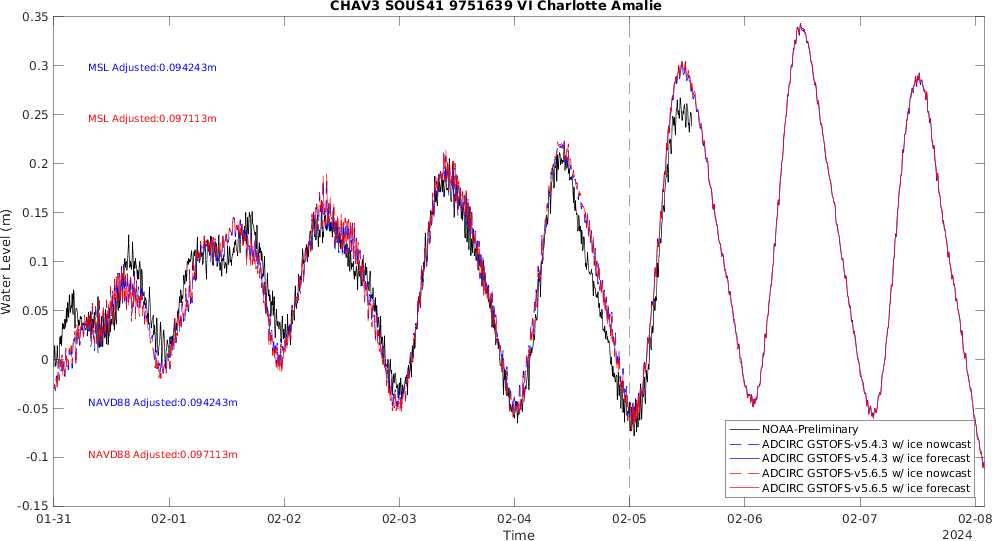 CHAV3 SOUS41 9751639 VI Charlotte Amalie
0.35
0.3
0.25
0.2
0.15
0.1
0.05
0
-0.05
-0.1
-0.15
Water Level (m)
MSL Adjusted:0.094243m
MSL Adjusted:0.097113m
NAVD88 Adjusted:0.094243m
NAVD88 Adjusted:0.097113m
NOAA-Preliminary
ADCIRC GSTOFS-v5.4.3 w/ ice nowcast
ADCIRC GSTOFS-v5.4.3 w/ ice forecast
ADCIRC GSTOFS-v5.6.5 w/ ice nowcast
ADCIRC GSTOFS-v5.6.5 w/ ice forecast
01-31 02-01 02-02 02-03 02-04 02-05 02-06 02-07 02-08
Time
2024